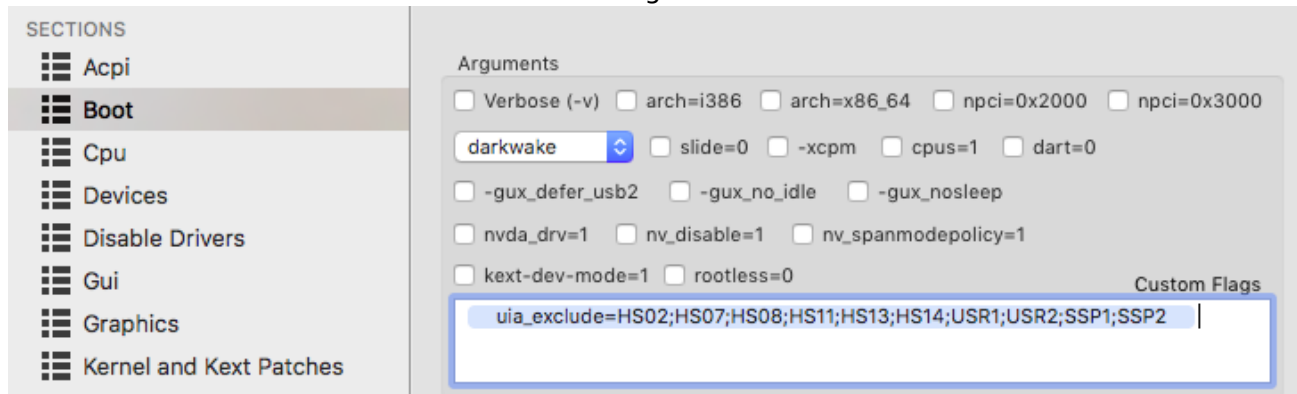 SECTIONS
Acpi
Boot
Cpu
Devices
Disable Drivers
Gui
Graphics
Kernel and Kext Patches
Arguments
Verbose (-v) arch=i386 arch=x86_64 npci=0x2000 npci=0x3000
darkwake slide=0 -xcpm cpus=1 dart=0
-gux_defer_usb2 -gux_no_idle -gux_nosleep
nvda_drv=1 nv_disable=1 nv_spanmodepolicy=1
kext-dev-mode=1 rootless=0
Custom Flags
uia_exclude=HS02;HS07;HS08;HS11;HS13;HS14;USR1;USR2;SSP1;SSP2